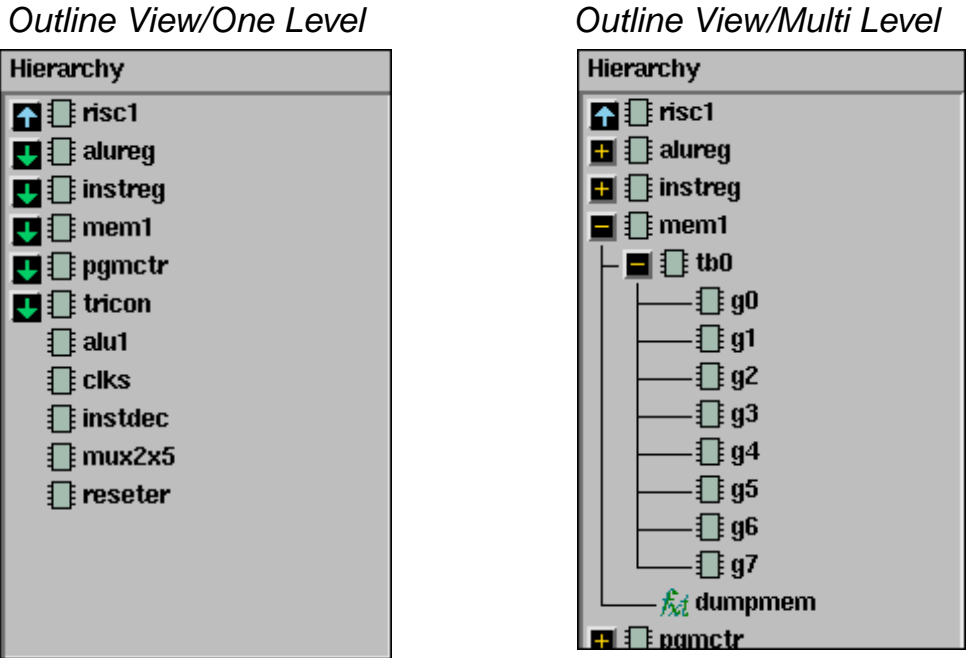 Outline View/One Level
Hierarchy
risc1
alureg
instreg
mem1
pgmctr
tricon
alu1
clks
instdec
mux2x5
reseter
Outline View/Multi Level
Hierarchy
risc1
alureg
instreg
mem1
tb0
g0
g1
g2
g3
g4
g5
g6
g7
fxt dumpmem
pgmctr